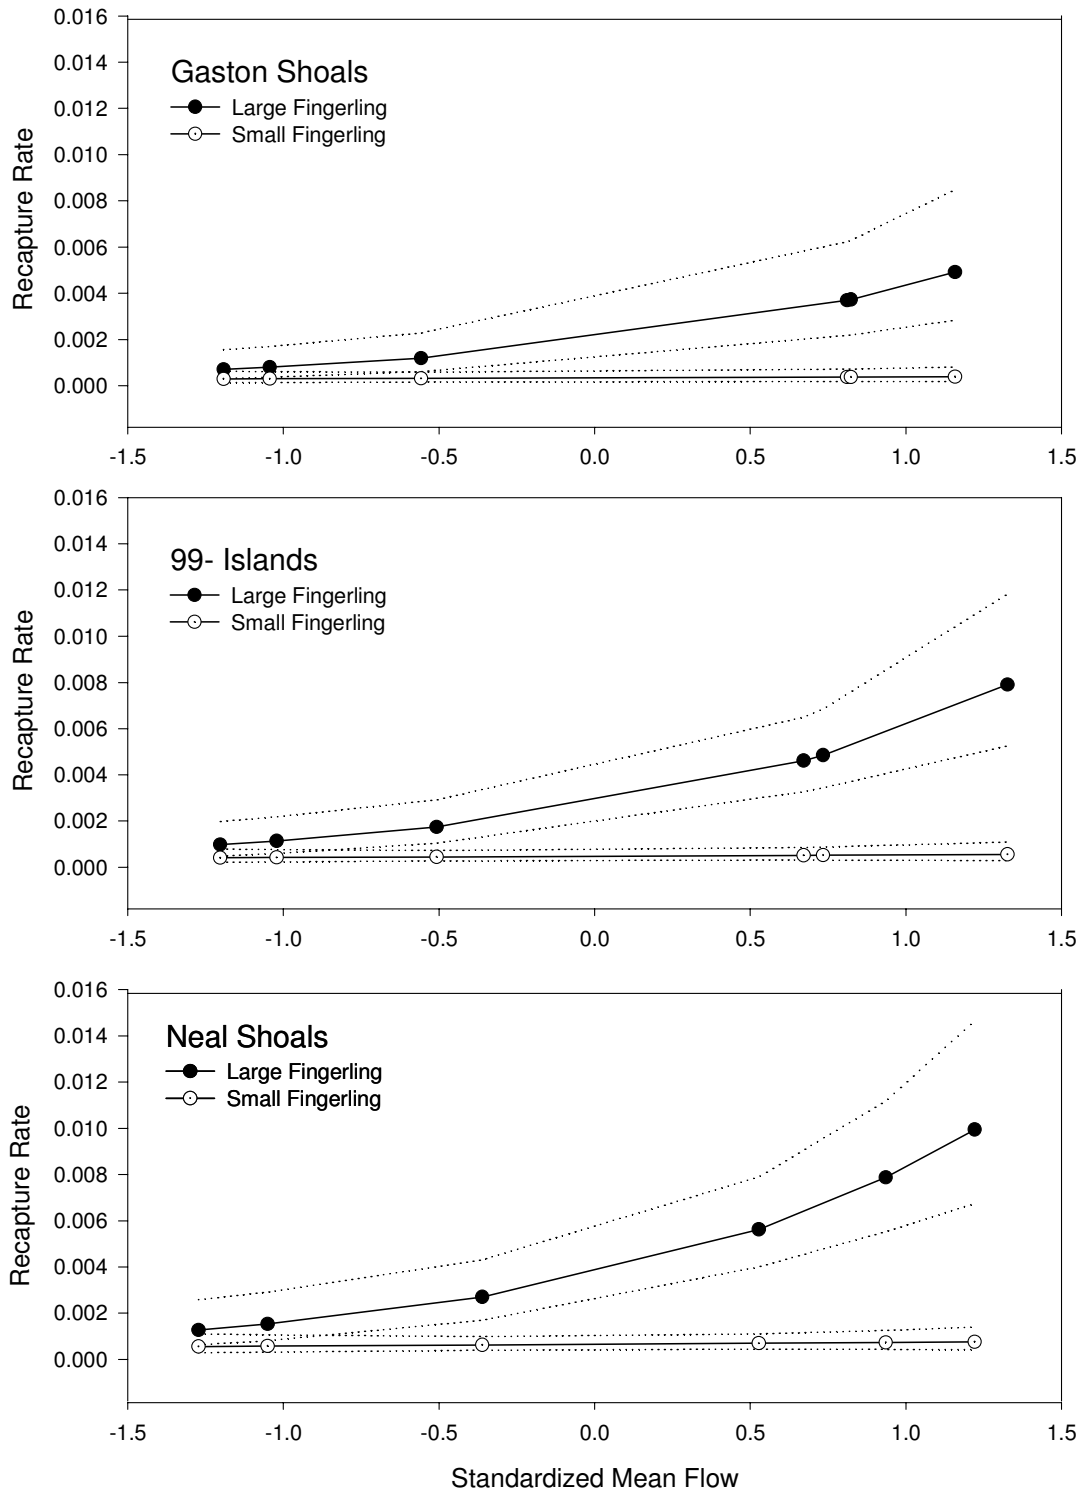 0.016
0.014
0.012
0.010
0.008
0.006
0.004
0.002
0.000
Recapture Rate
Gaston Shoals
Large Fingerling
Small Fingerling
-1.5 -1.0 -0.5 0.0 0.5 1.0 1.5
0.016
0.014
0.012
0.010
0.008
0.006
0.004
0.002
0.000
Recapture Rate
99- Islands
Large Fingerling
Small Fingerling
-1.5 -1.0 -0.5 0.0 0.5 1.0 1.5
0.016
0.014
0.012
0.010
0.008
0.006
0.004
0.002
0.000
Recapture Rate
Neal Shoals
Large Fingerling
Small Fingerling
-1.5 -1.0 -0.5 0.0 0.5 1.0 1.5
Standardized Mean Flow